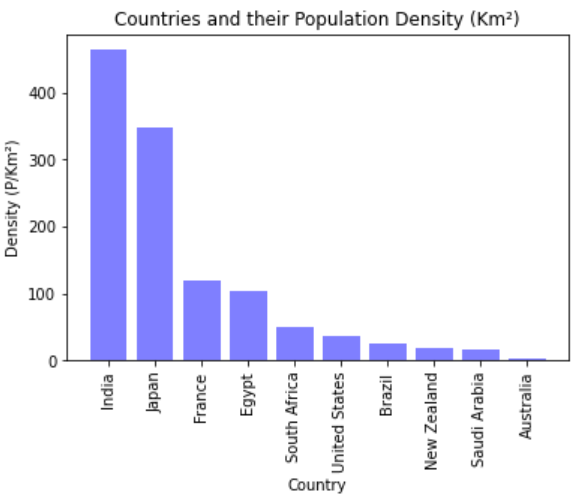 Countries and their Population Density (Km²)
Density (P/Km²)
400
300
200
100
0
India
Japan
France
Egypt
South Africa
United States
Brazil
New Zealand
Saudi Arabia
Australia
Country